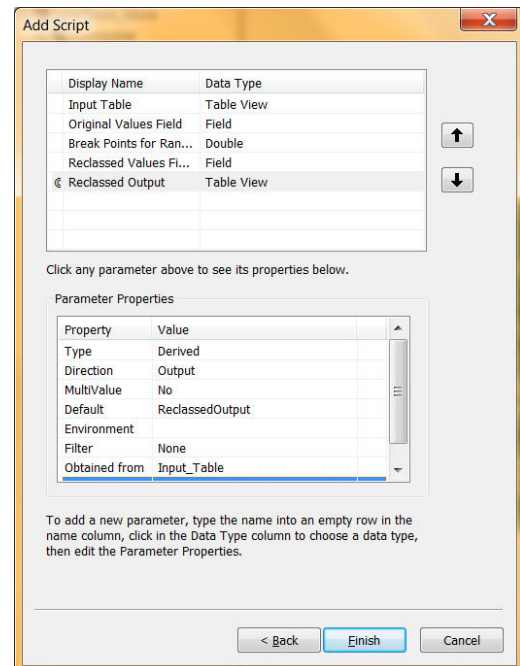 Add Script
Display Name Data Type
Input Table Table View
Original Values Field Field
Break Points for Ran... Double
Reclassed Values Fi... Field
Reclassed Output Table View
Click any parameter above to see its properties below.
Parameter Properties
Property Value
Type Derived
Direction Output
MultiValue No
Default ReclassedOutput
Environment
Filter None
Obtained from Input_Table
To add a new parameter, type the name into an empty row in the
name column, click in the Data Type column to choose a data type,
then edit the Parameter Properties.
< Back Finish Cancel